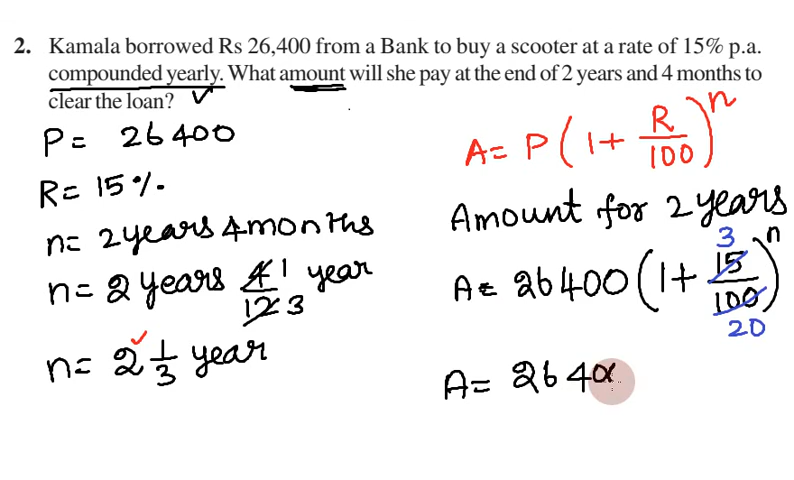 2. Kamala borrowed Rs 26,400 from a Bank to buy a scooter at a rate of 15% p.a.
compounded yearly. What amount will she pay at the end of 2 years and 4 months to
clear the loan? ✓
P = 26400
R = 15%.
n = 2 years 4 months
n = 2 years 4/12 1/3 year
n = 2 1/3 year
A = P(1 + R/100)^n
Amount for 2 years
A = 26400(1 + 15/100)^n
3
20
A = 2640